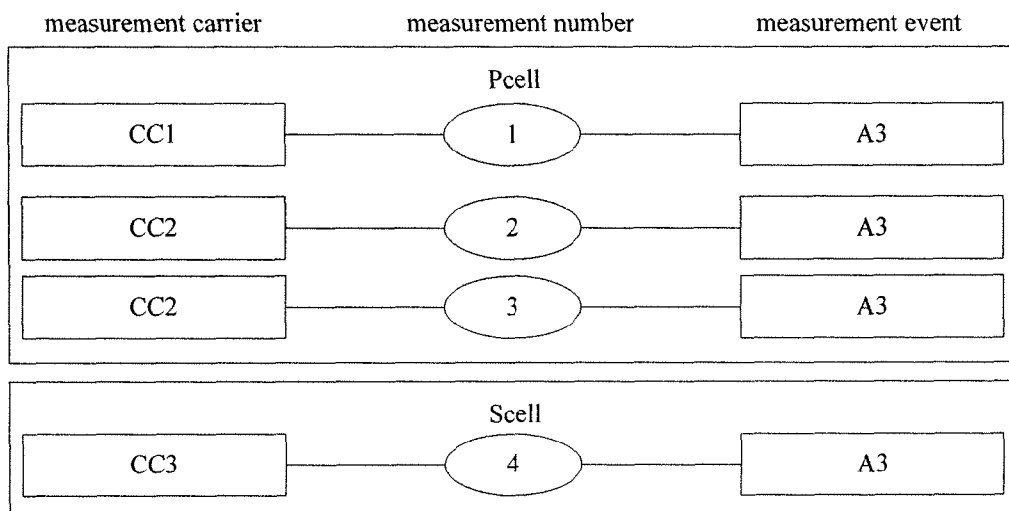 measurement carrier measurement number measurement event
Pcell
CC1 1 A3
CC2 2 A3
CC2 3 A3
Scell
CC3 4 A3